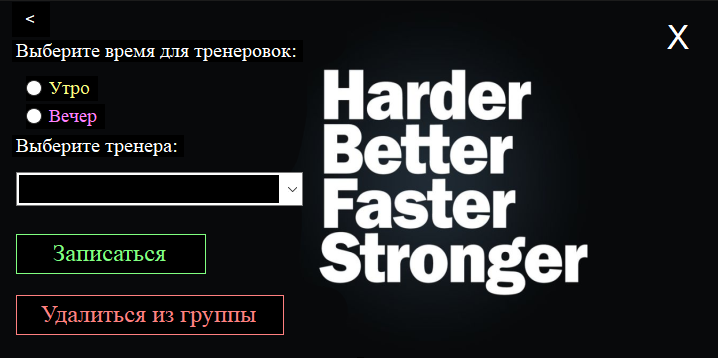 <
X
Выберите время для тренеровок:
Утро
Вечер
Выберите тренера:
Записаться
Удалиться из группы
Harder
Better
Faster
Stronger